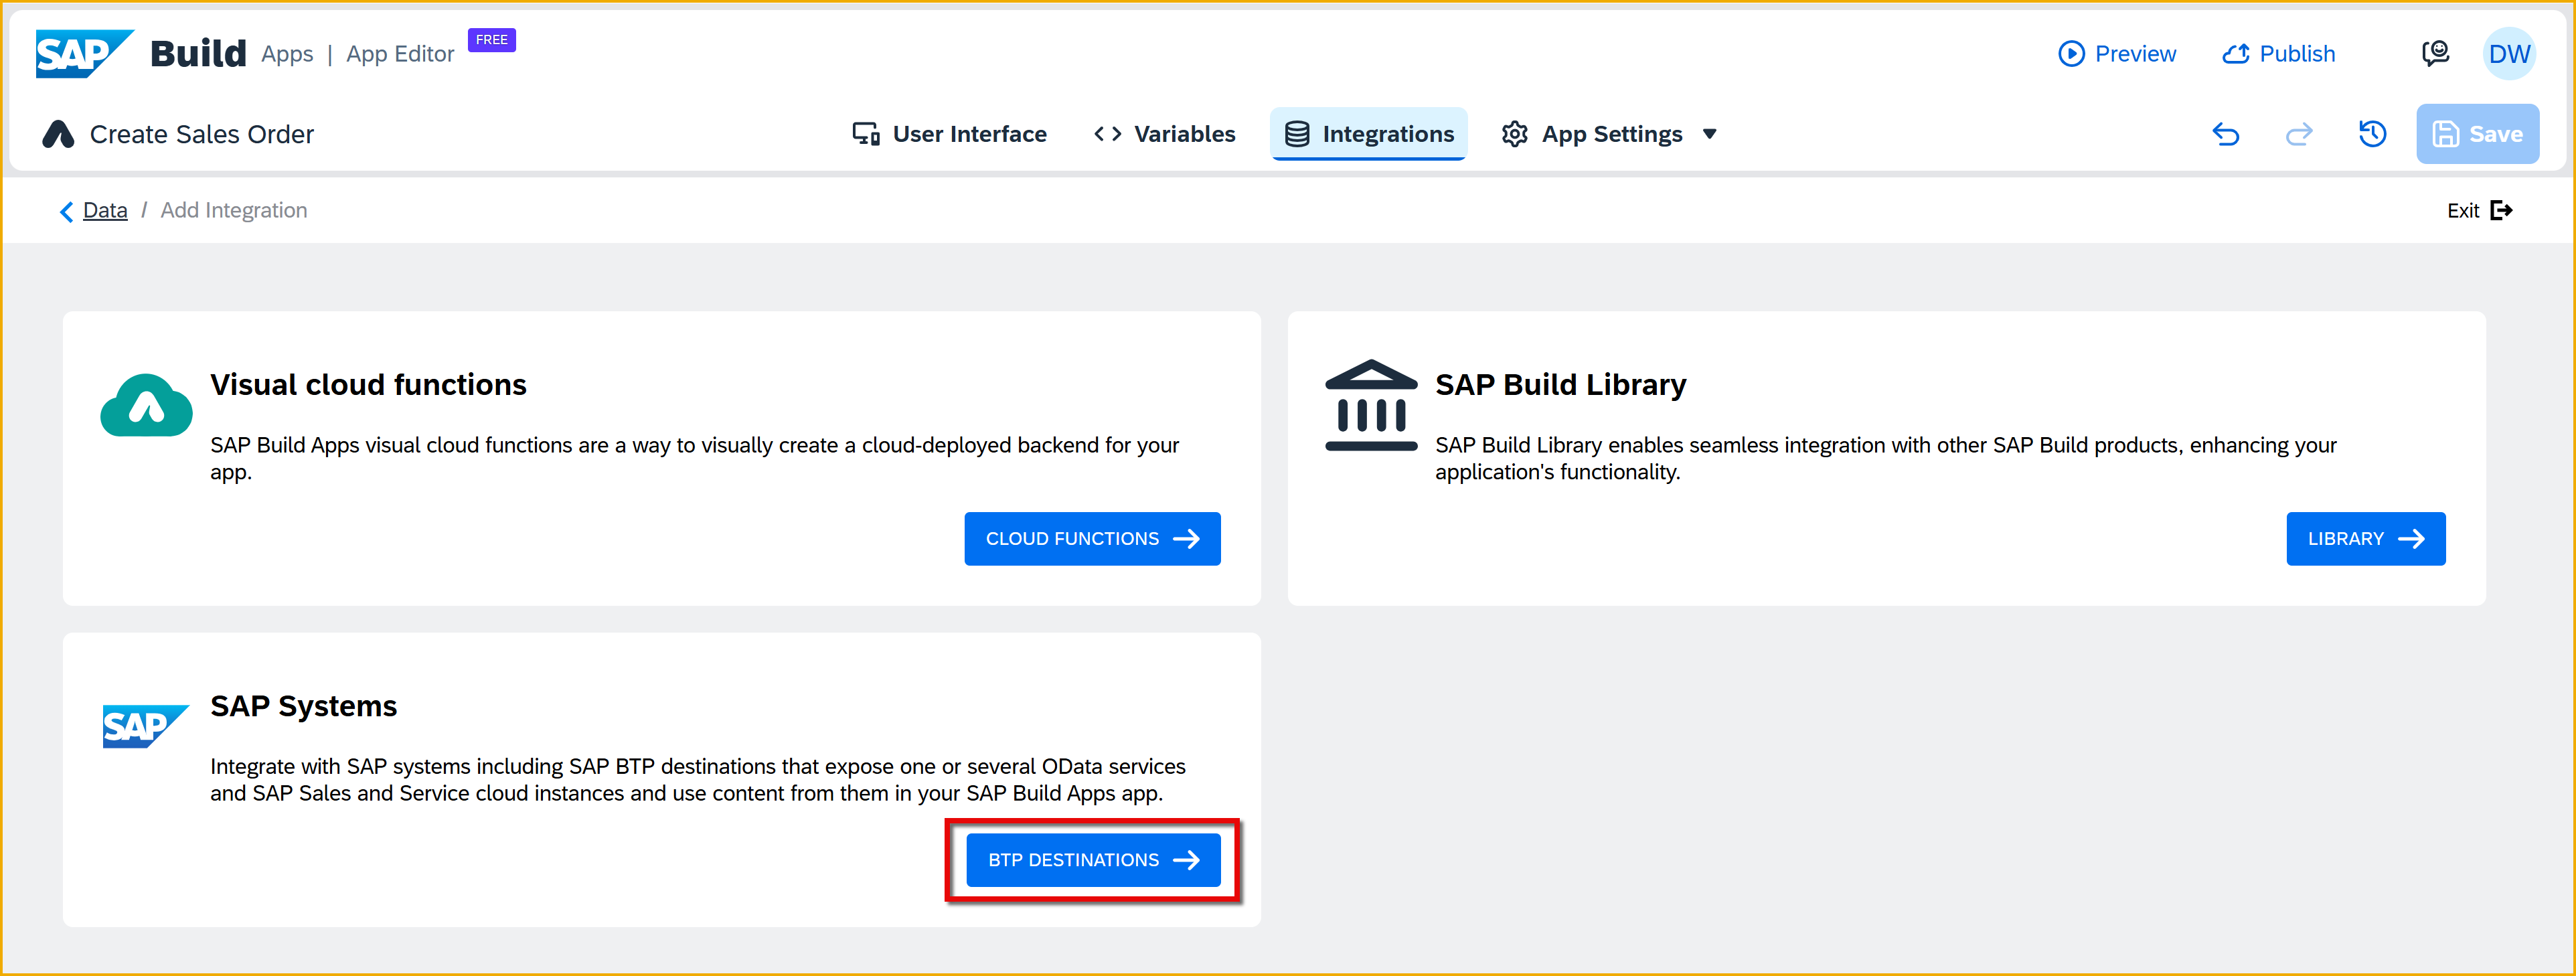 SAP Build Apps | App Editor FREE
Preview Publish DW
Create Sales Order
User Interface Variables Integrations App Settings
Save
Data / Add Integration
Exit
Visual cloud functions
SAP Build Apps visual cloud functions are a way to visually create a cloud-deployed backend for your
app.
CLOUD FUNCTIONS
SAP Build Library
SAP Build Library enables seamless integration with other SAP Build products, enhancing your
application's functionality.
LIBRARY
SAP
SAP Systems
Integrate with SAP systems including SAP BTP destinations that expose one or several OData services
and SAP Sales and Service cloud instances and use content from them in your SAP Build Apps app.
BTP DESTINATIONS